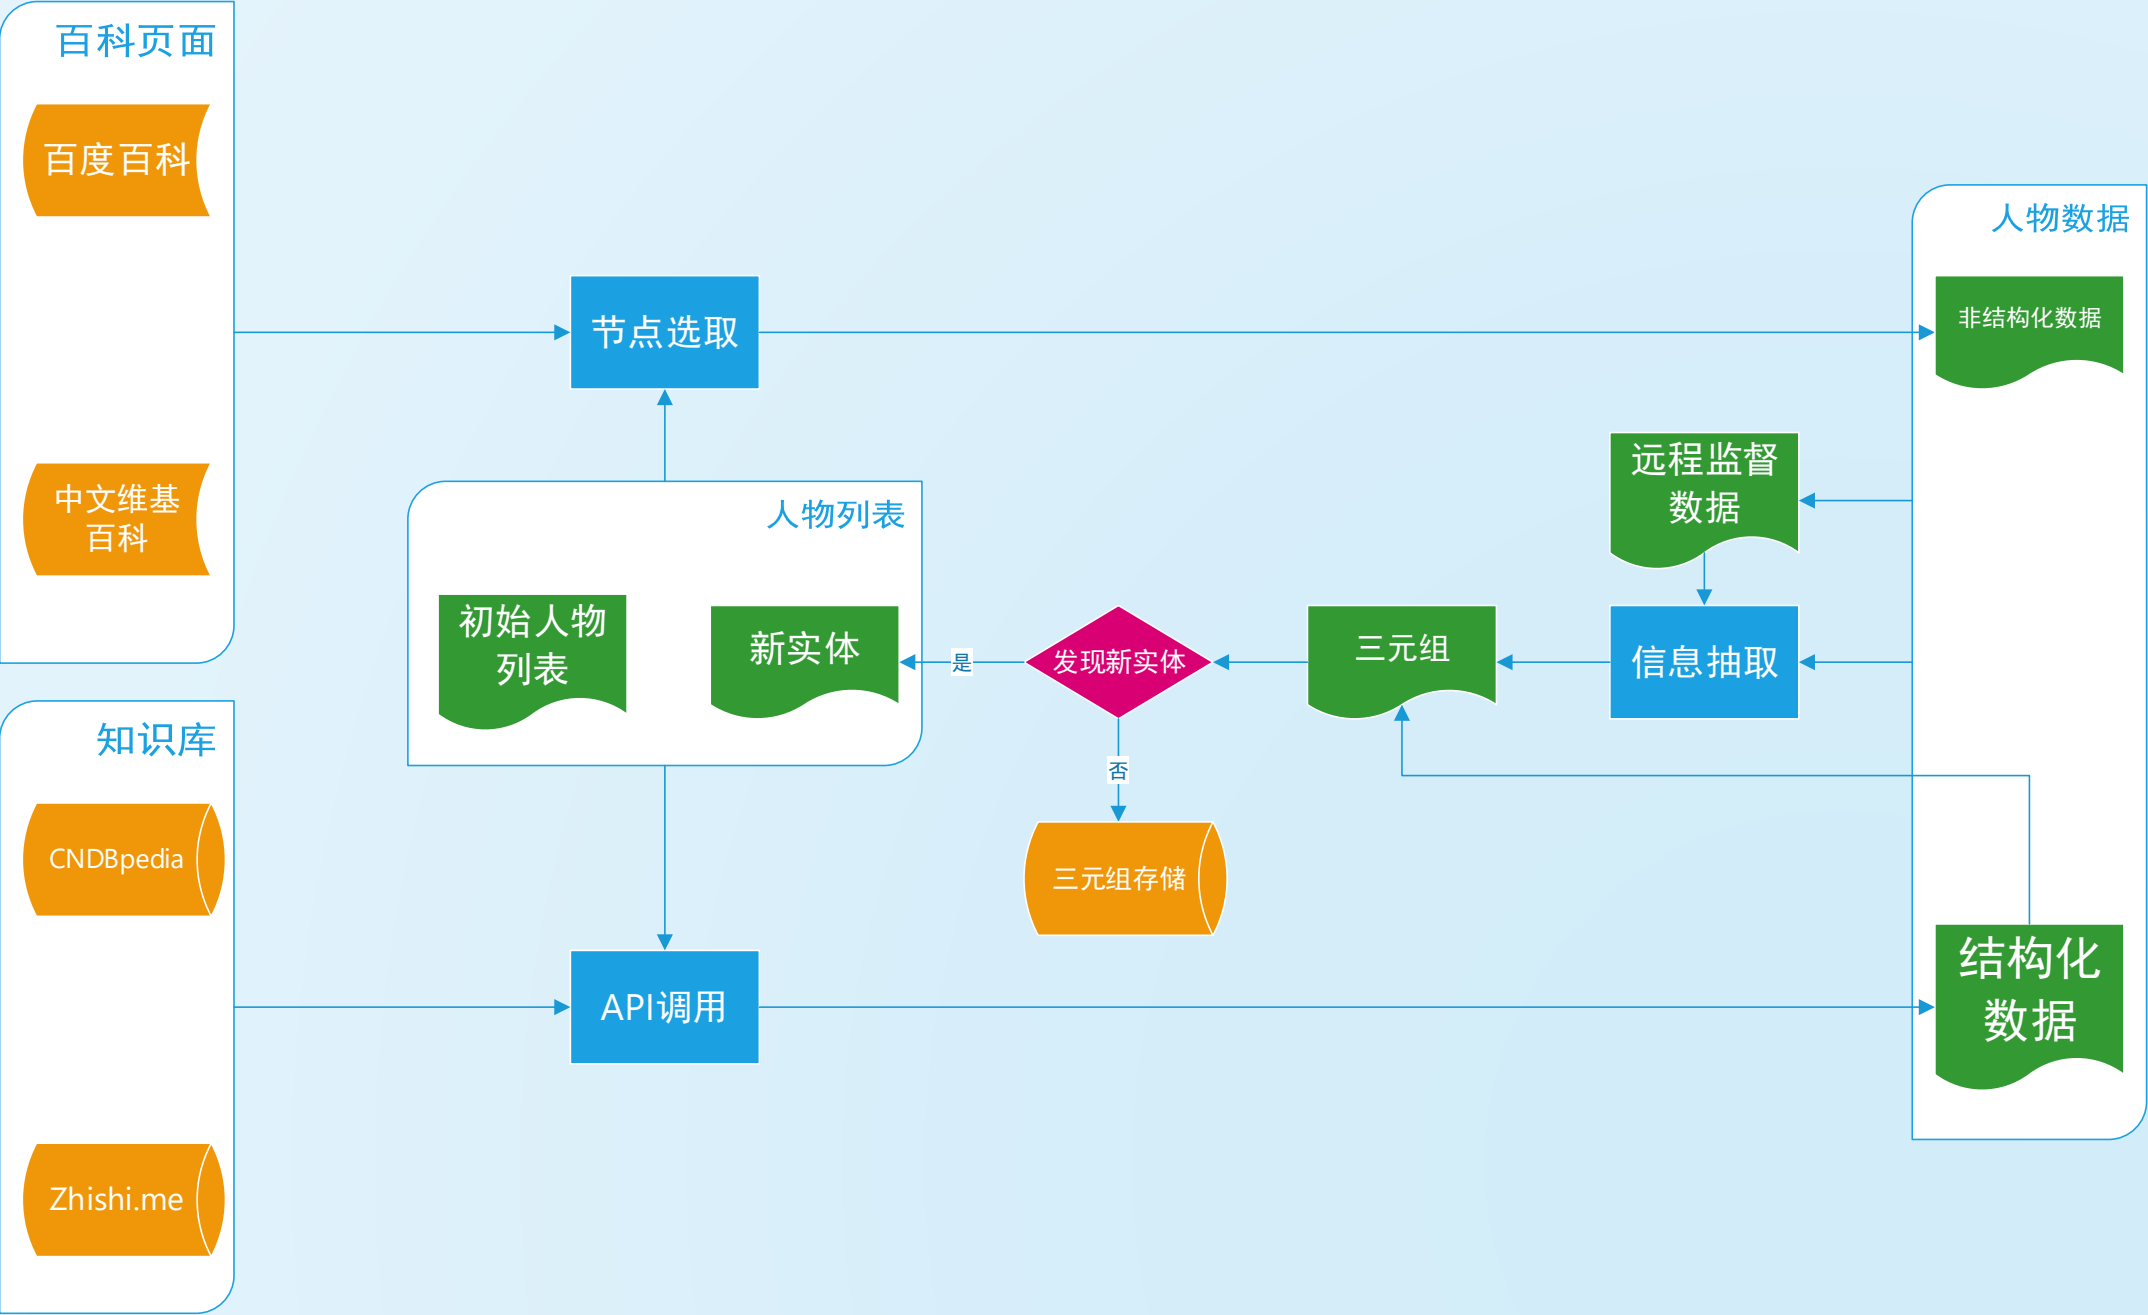 百科页面
百度百科
中文维基
百科
知识库
CNDBpedia
Zhishi.me
节点选取
人物列表
初始人物
列表
新实体
API调用
是
发现新实体
否
三元组存储
三元组
远程监督
数据
信息抽取
人物数据
非结构化数据
结构化
数据